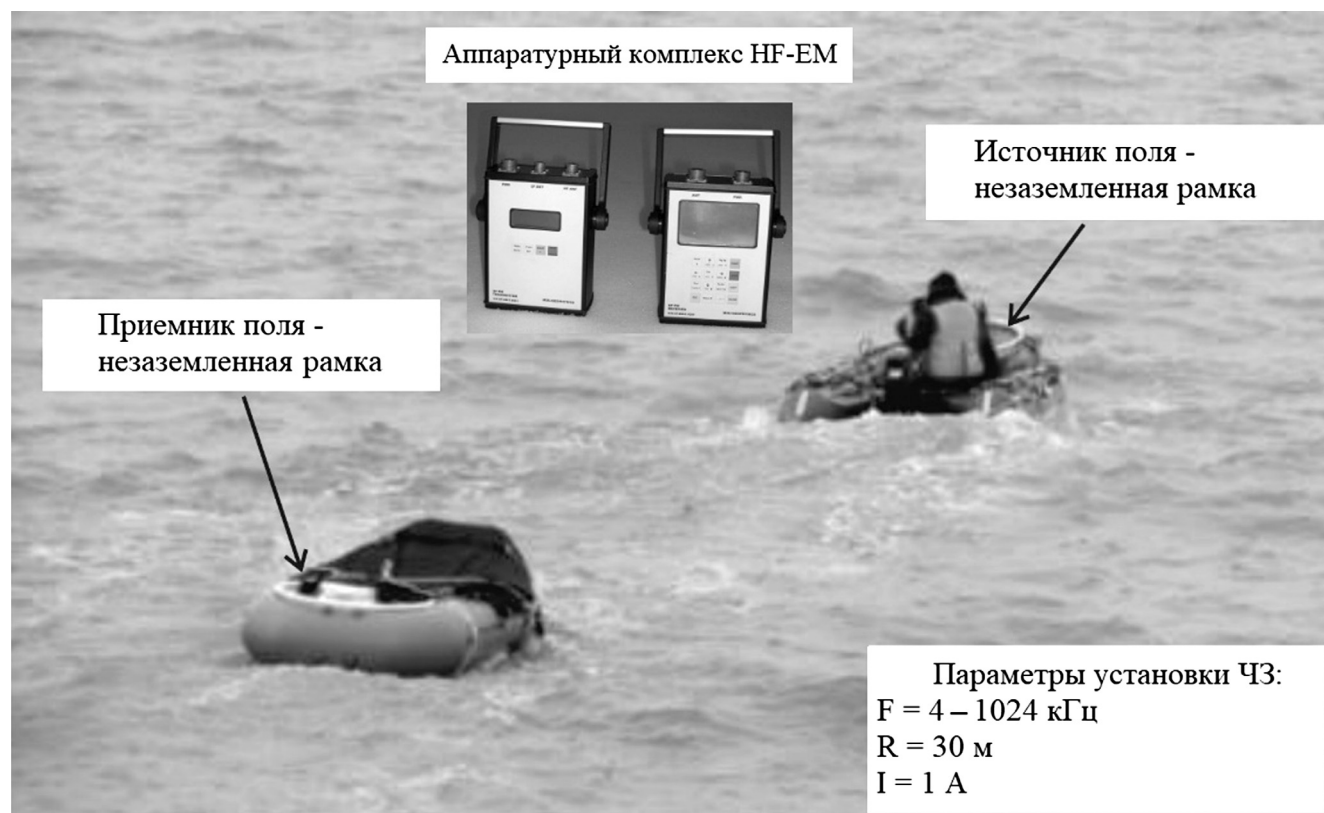 Аппаратурный комплекс HF-EM
Источник поля -
незаземленная рамка
Приемник поля -
незаземленная рамка
Параметры установки ЧЗ:
F = 4 – 1024 кГц
R = 30 м
I = 1 А